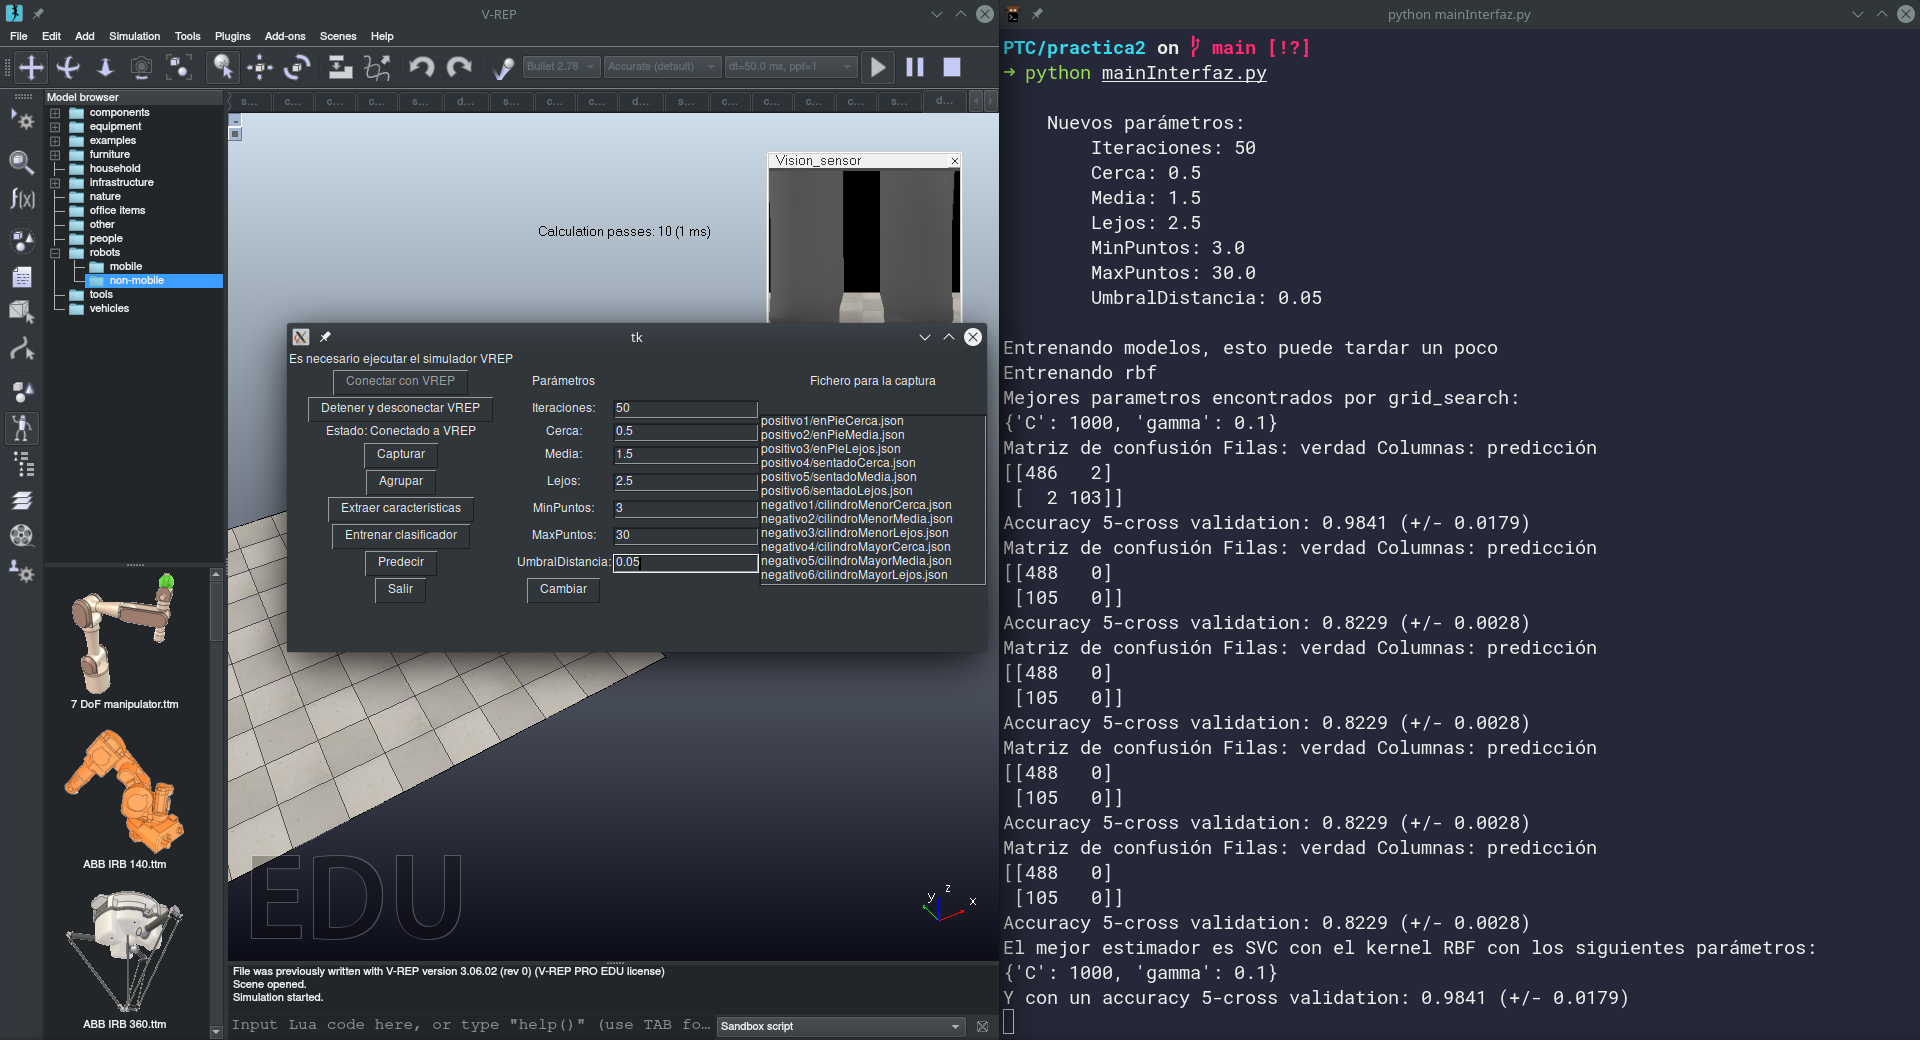 V-REP
File Edit Add Simulation Tools Plugins Add-ons Scenes Help
Bullet 2.78 Accurate (default) dt=50.0 ms, ppf=1
Model browser
components
equipment
examples
furniture
household
infrastructure
nature
office items
other
people
robots
mobile
non-mobile
tools
vehicles
7 DoF manipulator.ttm
ABB IRB 140.ttm
ABB IRB 360.ttm
s... c... c... c... s... d... s... c... c... d... s... c... c... c... s... d...
Calculation passes: 10 (1 ms)
Vision_sensor
tk
Es necesario ejecutar el simulador VREP
Conectar con VREP
Detener y desconectar VREP
Estado: Conectado a VREP
Capturar
Agrupar
Extraer características
Entrenar clasificador
Predecir
Salir
Parámetros
Iteraciones: 50
Cerca: 0.5
Media: 1.5
Lejos: 2.5
MinPuntos: 3
MaxPuntos: 30
UmbralDistancia: 0.05
Cambiar
Fichero para la captura
positivo1/enPieCerca.json
positivo2/enPieMedia.json
positivo3/enPieLejos.json
positivo4/sentadoCerca.json
positivo5/sentadoMedia.json
positivo6/sentadoLejos.json
negativo1/cilindroMenorCerca.json
negativo2/cilindroMenorMedia.json
negativo3/cilindroMenorLejos.json
negativo4/cilindroMayorCerca.json
negativo5/cilindroMayorMedia.json
negativo6/cilindroMayorLejos.json
EDU
z
y
x
File was previously written with V-REP version 3.06.02 (rev 0) (V-REP PRO EDU license)
Scene opened.
Simulation started.
Input Lua code here, or type "help()" (use TAB fo...
Sandbox script
python mainInterfaz.py
PTC/practica2 on main [!?]
→ python mainInterfaz.py
Nuevos parámetros:
Iteraciones: 50
Cerca: 0.5
Media: 1.5
Lejos: 2.5
MinPuntos: 3.0
MaxPuntos: 30.0
UmbralDistancia: 0.05
Entrenando modelos, esto puede tardar un poco
Entrenando rbf
Mejores parametros encontrados por grid_search:
{'C': 1000, 'gamma': 0.1}
Matriz de confusión Filas: verdad Columnas: predicción
[[486   2]
[  2 103]]
Accuracy 5-cross validation: 0.9841 (+/- 0.0179)
Matriz de confusión Filas: verdad Columnas: predicción
[[488   0]
[105   0]]
Accuracy 5-cross validation: 0.8229 (+/- 0.0028)
Matriz de confusión Filas: verdad Columnas: predicción
[[488   0]
[105   0]]
Accuracy 5-cross validation: 0.8229 (+/- 0.0028)
Matriz de confusión Filas: verdad Columnas: predicción
[[488   0]
[105   0]]
Accuracy 5-cross validation: 0.8229 (+/- 0.0028)
Matriz de confusión Filas: verdad Columnas: predicción
[[488   0]
[105   0]]
Accuracy 5-cross validation: 0.8229 (+/- 0.0028)
El mejor estimador es SVC con el kernel RBF con los siguientes parámetros:
{'C': 1000, 'gamma': 0.1}
Y con un accuracy 5-cross validation: 0.9841 (+/- 0.0179)